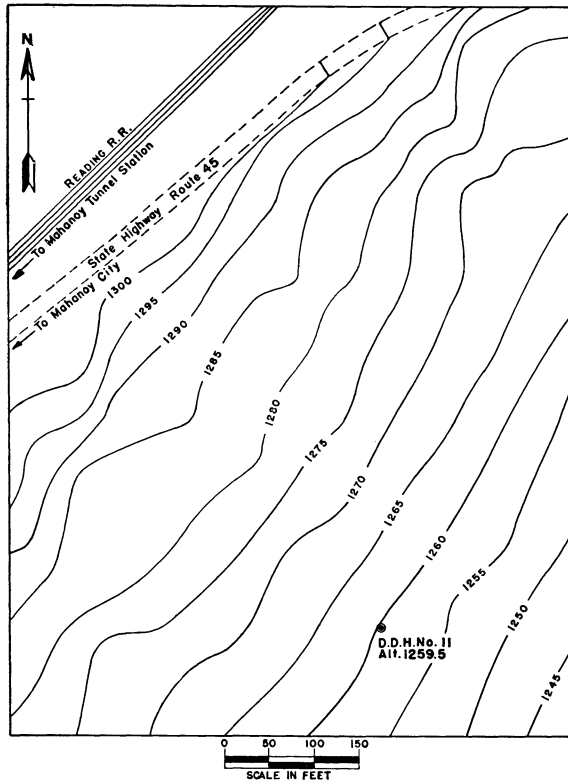 N
READING R.R.
To Mahanoy Tunnel Station
State Highway Route 45
To Mahanoy City
1300
1295
1290
1285
1280
1275
1270
1265
1260
1255
1250
1245
D.D.H. No. 11
Alt. 1259.5
0 50 100 150
SCALE IN FEET